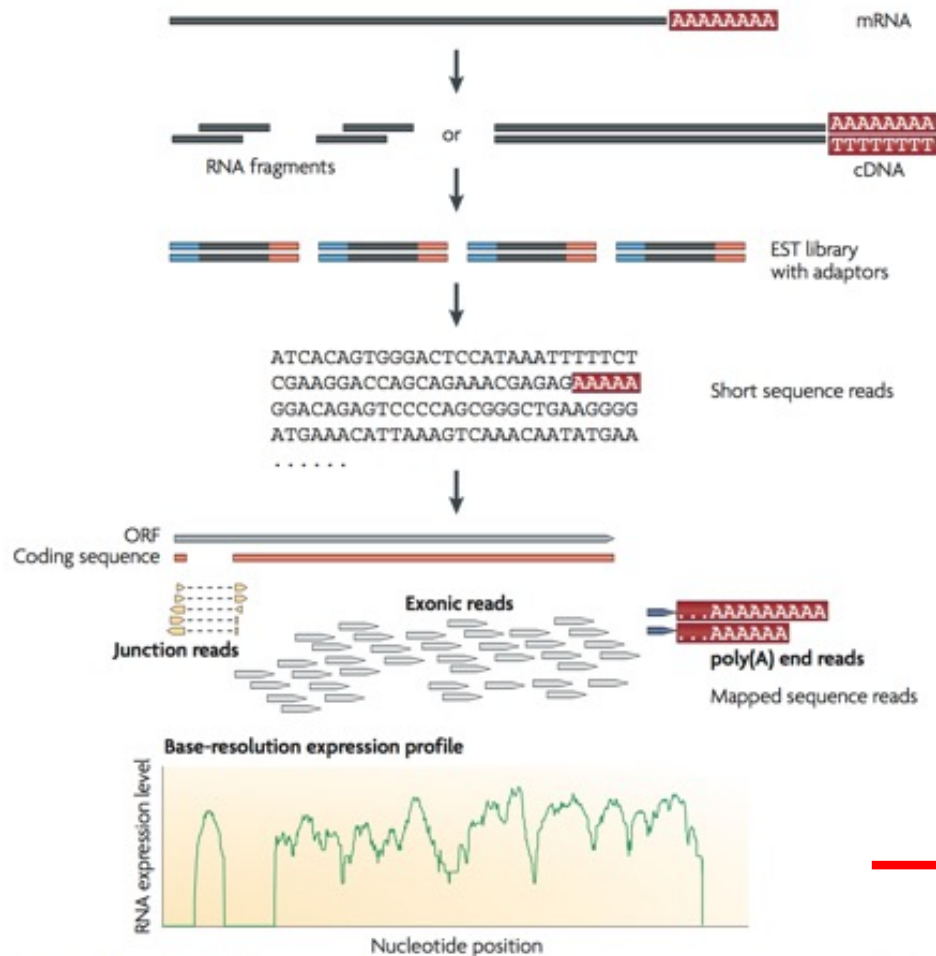 AAAAAAAA mRNA
AAAAAAAA
or
TTTTTTTT
RNA fragments
cDNA
EST library
with adaptors
ATCACAGTGGGACTCCATAAATTTTTCT
CGAAGGACCAGCAGAAACGAGAGAAAAA
Short sequence reads
GGACAGAGTCCCCAGCGGGCTGAAGGGG
ATGAAACATTAAAGTCAAACAATATGAA
. . . . . .
ORF
Coding sequence
Exonic reads
...AAAAAAAAA
...AAAAAA
Junction reads
poly(A) end reads
Mapped sequence reads
Base-resolution expression profile
RNA expression level
Nucleotide position